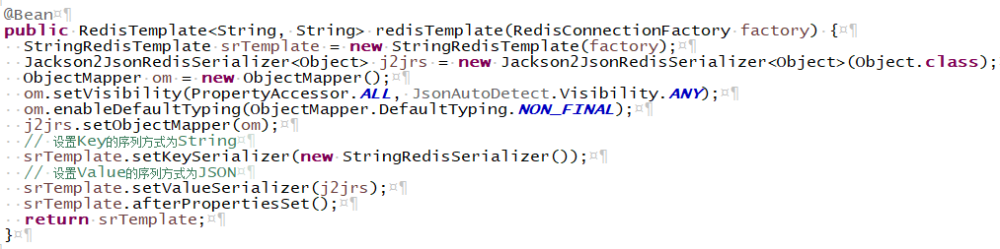 @Bean
public RedisTemplate<String, String> redisTemplate(RedisConnectionFactory factory) {
  StringRedisTemplate srTemplate = new StringRedisTemplate(factory);
  Jackson2JsonRedisSerializer<Object> j2jrs = new Jackson2JsonRedisSerializer<Object>(Object.class);
  ObjectMapper om = new ObjectMapper();
  om.setVisibility(PropertyAccessor.ALL, JsonAutoDetect.Visibility.ANY);
  om.enableDefaultTyping(ObjectMapper.DefaultTyping.NON_FINAL);
  j2jrs.setObjectMapper(om);
  // 设置Key的序列方式为String
  srTemplate.setKeySerializer(new StringRedisSerializer());
  // 设置Value的序列方式为JSON
  srTemplate.setValueSerializer(j2jrs);
  srTemplate.afterPropertiesSet();
  return srTemplate;
}